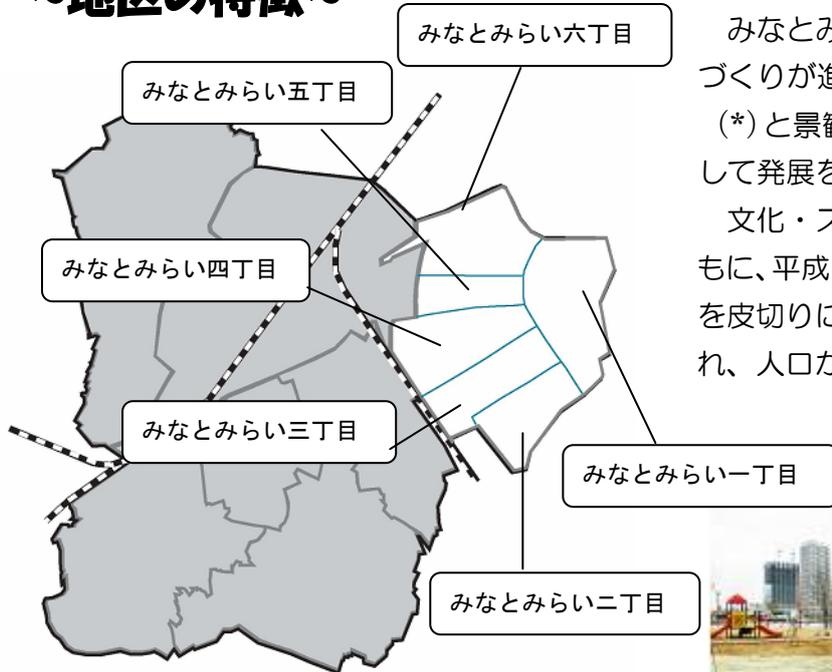 ～地区の特徴～
みなとみらい六丁目
みなとみらい五丁目
みなとみらい四丁目
みなとみらい三丁目
みなとみらい一丁目
みなとみらい二丁目
みなとみ
づくりが進
（*）と景観
して発展を
文化・フ
もに、平成
を皮切りに
れ、人口が